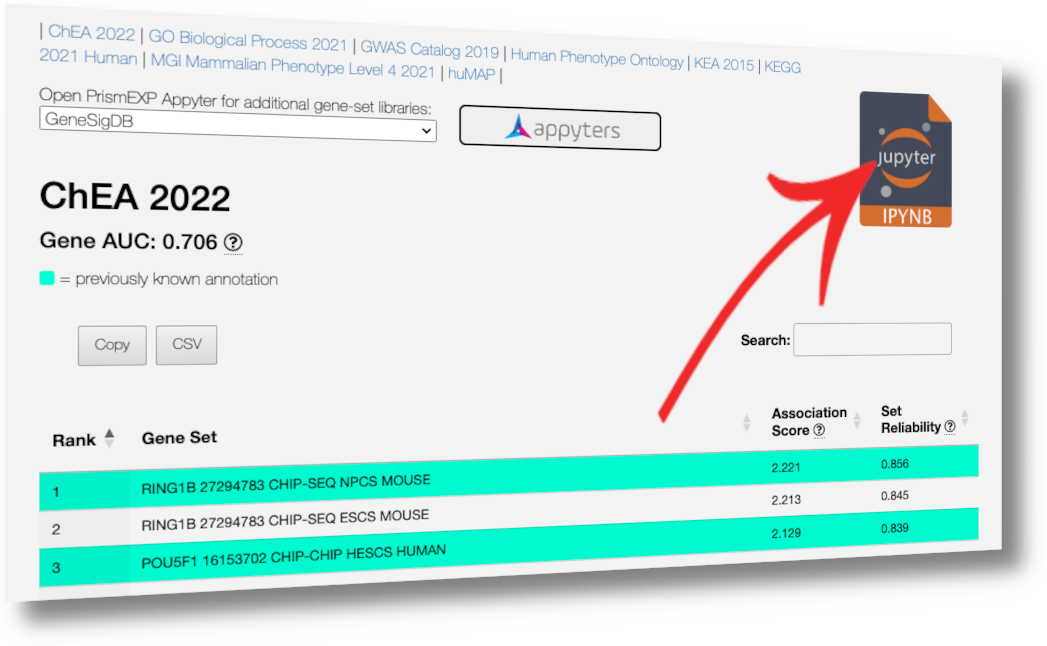 | ChEA 2022 | GO Biological Process 2021 | GWAS Catalog 2019 | Human Phenotype Ontology | KEA 2015 | KEGG
2021 Human | MGI Mammalian Phenotype Level 4 2021 | huMAP |
Open PrismEXP Appyter for additional gene-set libraries:
GeneSigDB
appyters
jupyter
IPYNB
ChEA 2022
Gene AUC: 0.706 ?
= previously known annotation
Copy CSV
Search:
Rank Gene Set Association Score ? Set Reliability ?
1 RING1B 27294783 CHIP-SEQ NPCS MOUSE 2.221 0.856
2 RING1B 27294783 CHIP-SEQ ESCS MOUSE 2.213 0.845
3 POU5F1 16153702 CHIP-CHIP HESCS HUMAN 2.129 0.839